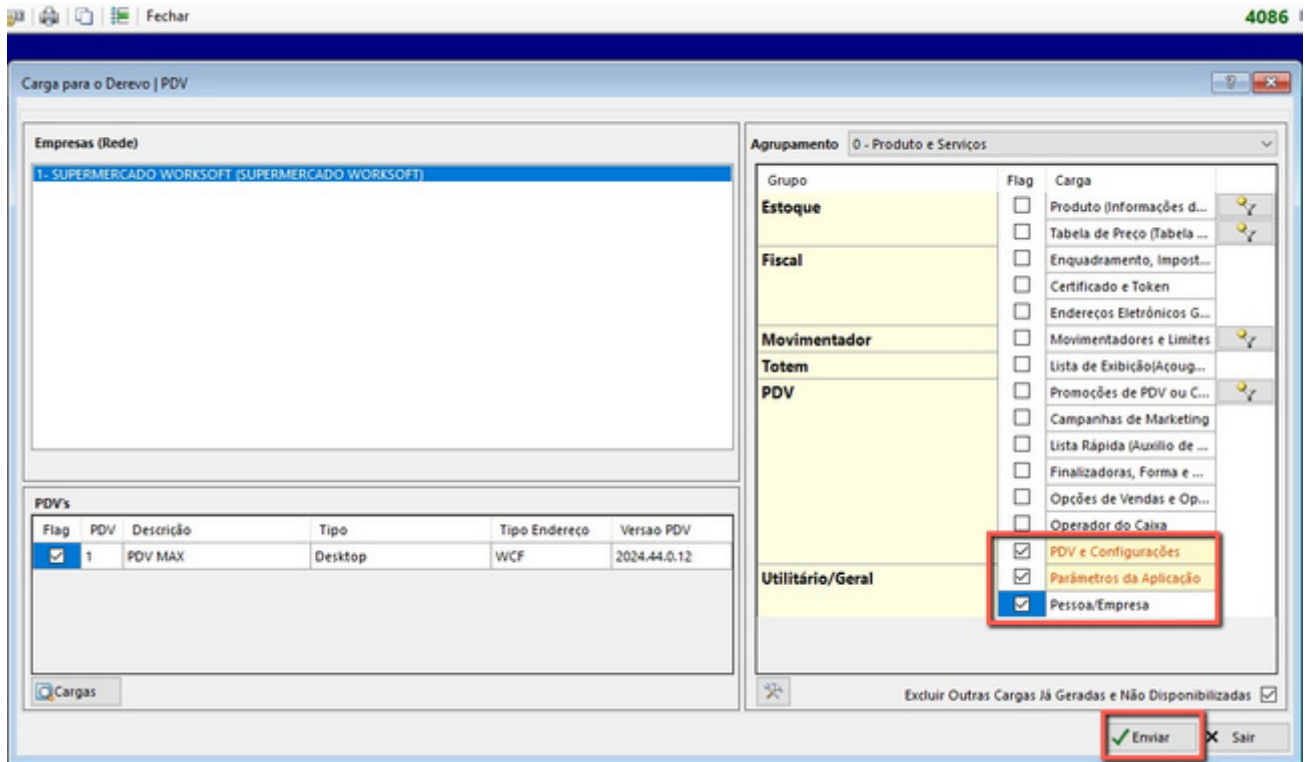 Fechar
4086
Carga para o Derevo | PDV
Empresas (Rede)
1- SUPERMERCADO WORKSOFT (SUPERMERCADO WORKSOFT)
Agrupamento 0 - Produto e Serviços
Grupo Flag Carga
Estoque Produto (Informações d...
Tabela de Preço (Tabela ...
Fiscal Enquadramento, Impost...
Certificado e Token
Endereços Eletrônicos G...
Movimentador Movimentadores e Limites
Totem Lista de Exibição(Açoug...
PDV Promoções de PDV ou C...
Campanhas de Marketing
Lista Rápida (Auxilio de ...
Finalizadoras, Forma e ...
Opções de Vendas e Op...
Operador do Caixa
PDV e Configurações
Utilitário/Geral Parâmetros da Aplicação
Pessoa/Empresa
PDV's
Flag PDV Descrição Tipo Tipo Endereço Versao PDV
1 PDV MAX Desktop WCF 2024.44.0.12
Cargas
Excluir Outras Cargas Já Geradas e Não Disponibilizadas
Enviar Sair